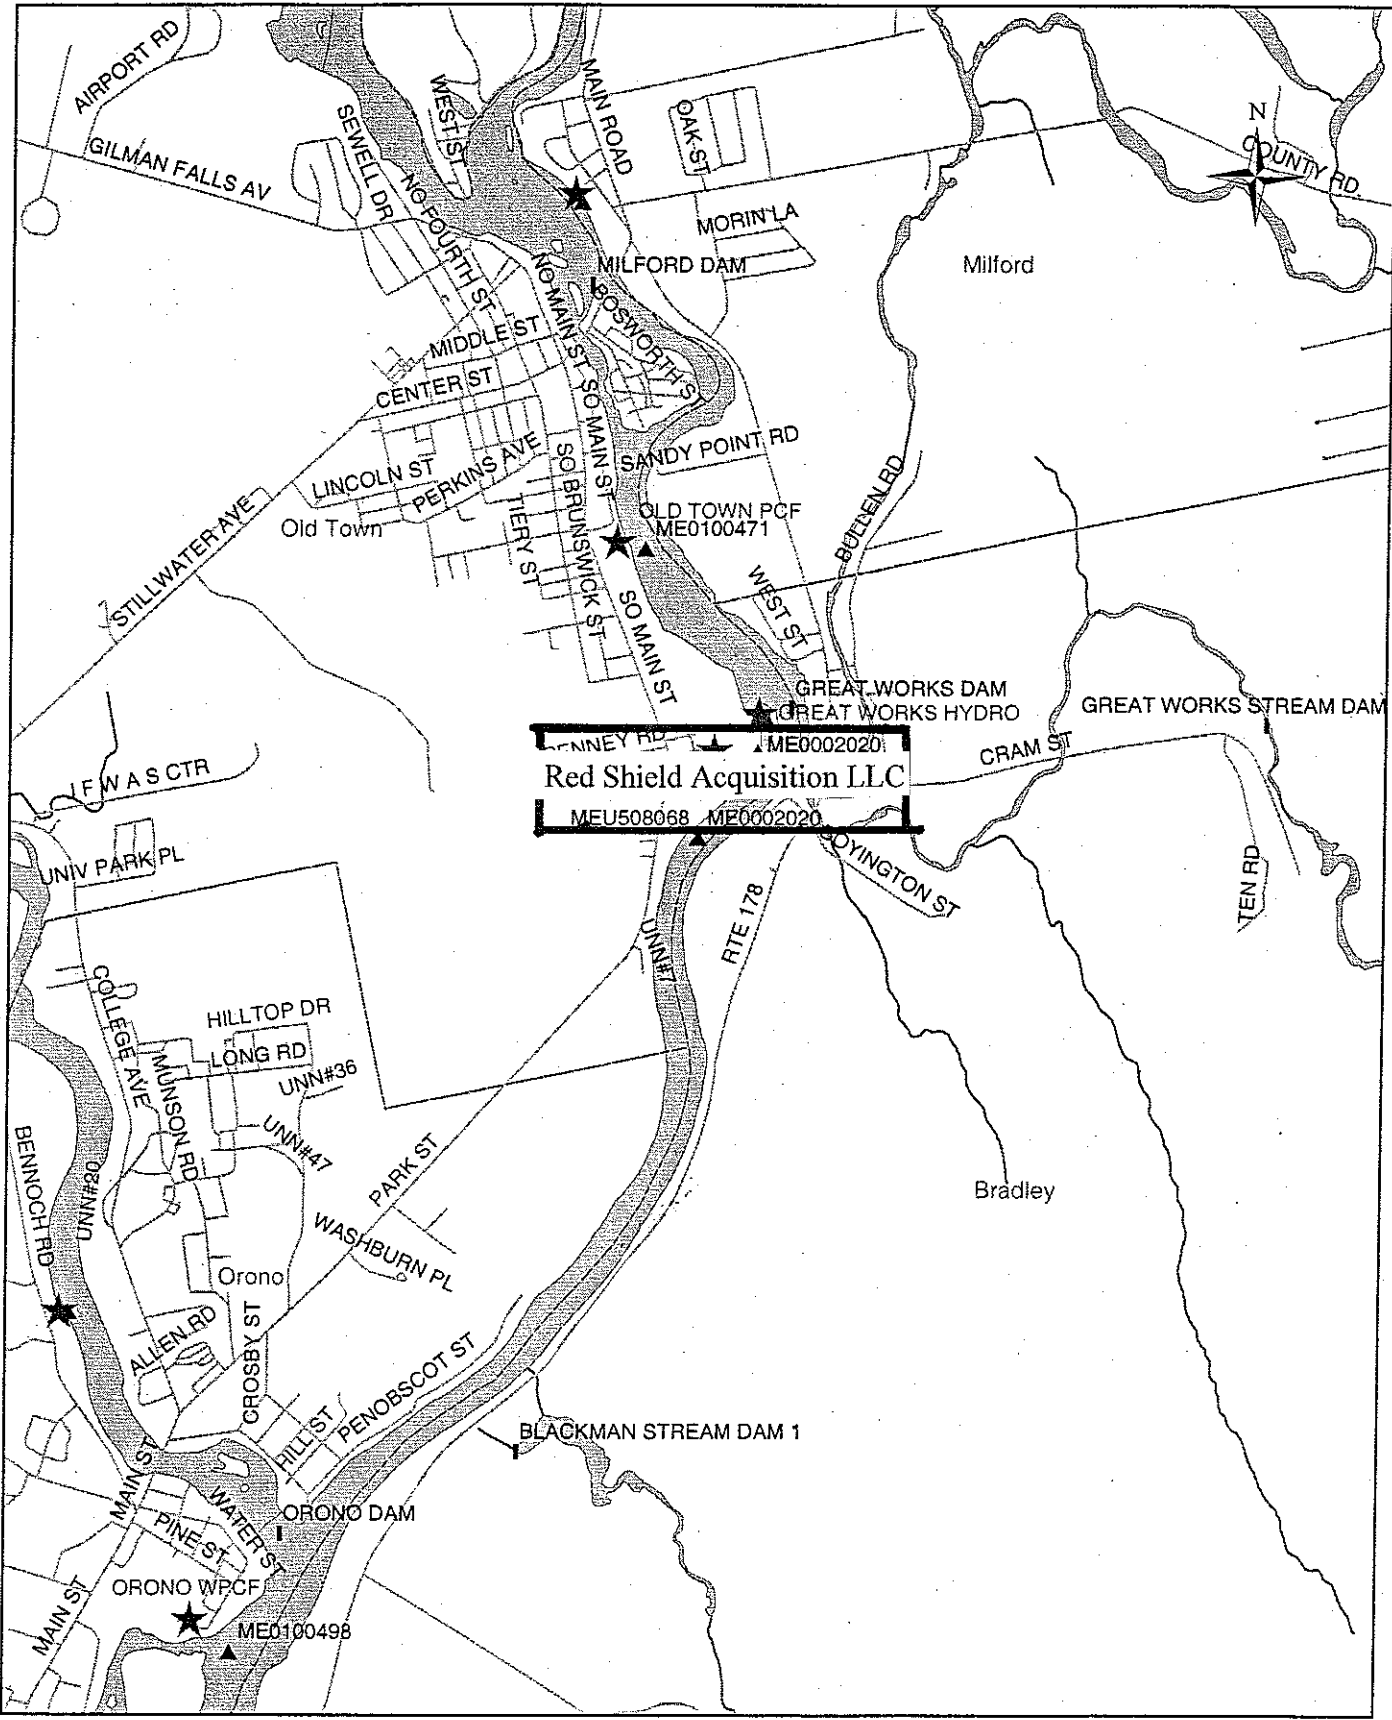 AIRPORT RD
GILMAN FALLS AV
SEWELL DR
WEST ST
MAIN ROAD
OAK ST
N
COUNTY RD
NO FOURTH ST
MORIN LA
Milford
MILFORD DAM
NO MAIN ST
BOSWORTH ST
MIDDLE ST
CENTER ST
SO MAIN ST
SANDY POINT RD
LINCOLN ST
PERKINS AVE
SO BRUNSWICK ST
TIERY ST
Old Town
STILLWATER AVE
OLD TOWN PCF
ME0100471
BULLEN RD
WEST ST
SO MAIN ST
GREAT WORKS DAM
GREAT WORKS HYDRO
GREAT WORKS STREAM DAM
PENNEY RD
ME0002020
CRAM ST
Red Shield Acquisition LLC
MEU508068 ME0002020
I F W A S CTR
UNIV PARK PL
BOYINGTON ST
TEN RD
RTE 178
UNN#7
COLLEGE AVE
HILLTOP DR
LONG RD
UNN#36
MUNSON RD
UNN#47
BENNOCH RD
UNN#20
PARK ST
WASHBURN PL
Bradley
Orono
ALLEN RD
CROSBY ST
HILL ST
PENOBSCOT ST
BLACKMAN STREAM DAM 1
MAIN ST
WATER ST
PINE ST
ORONO DAM
ORONO WPCF
MAIN ST
ME0100498